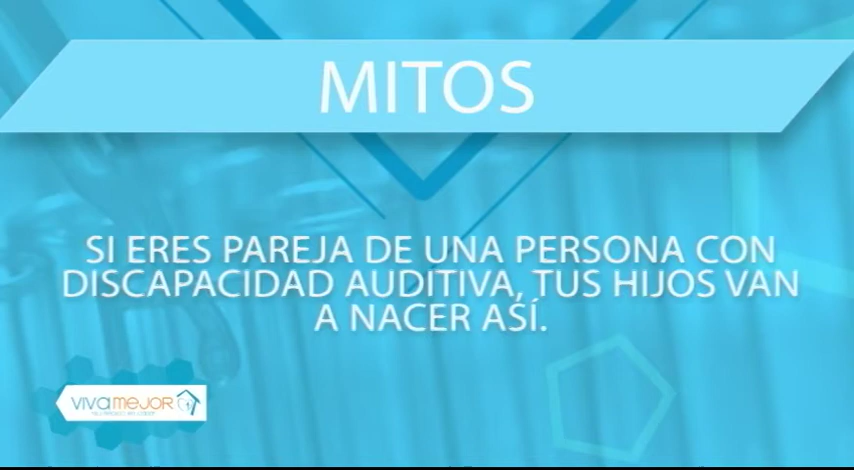 MITOS
SI ERES PAREJA DE UNA PERSONA CON
DISCAPACIDAD AUDITIVA, TUS HIJOS VAN
A NACER ASÍ.
VIVAMEJOR